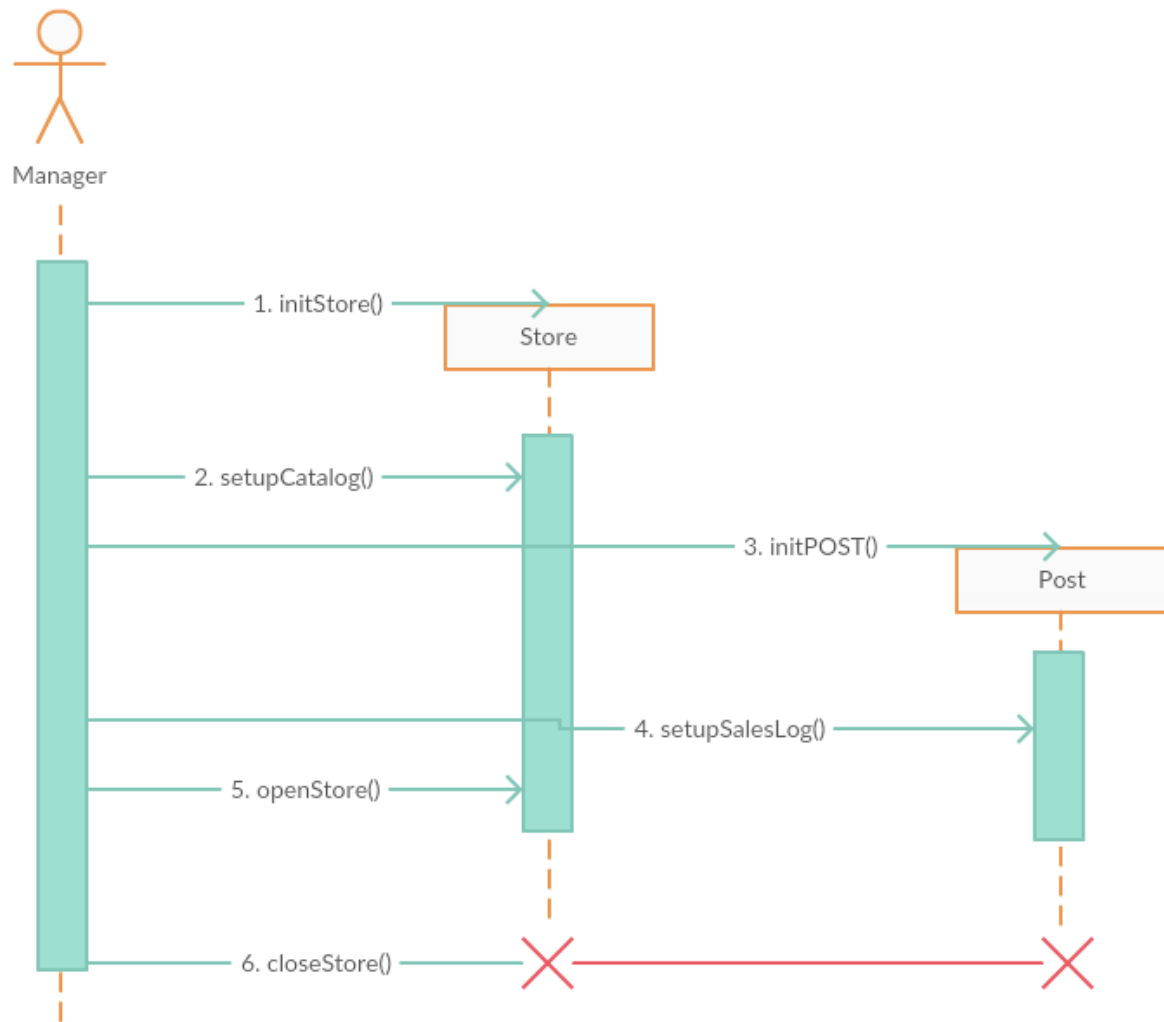 Manager
1. initStore()
Store
2. setupCatalog()
3. initPOST()
Post
4. setupSalesLog()
5. openStore()
6. closeStore()